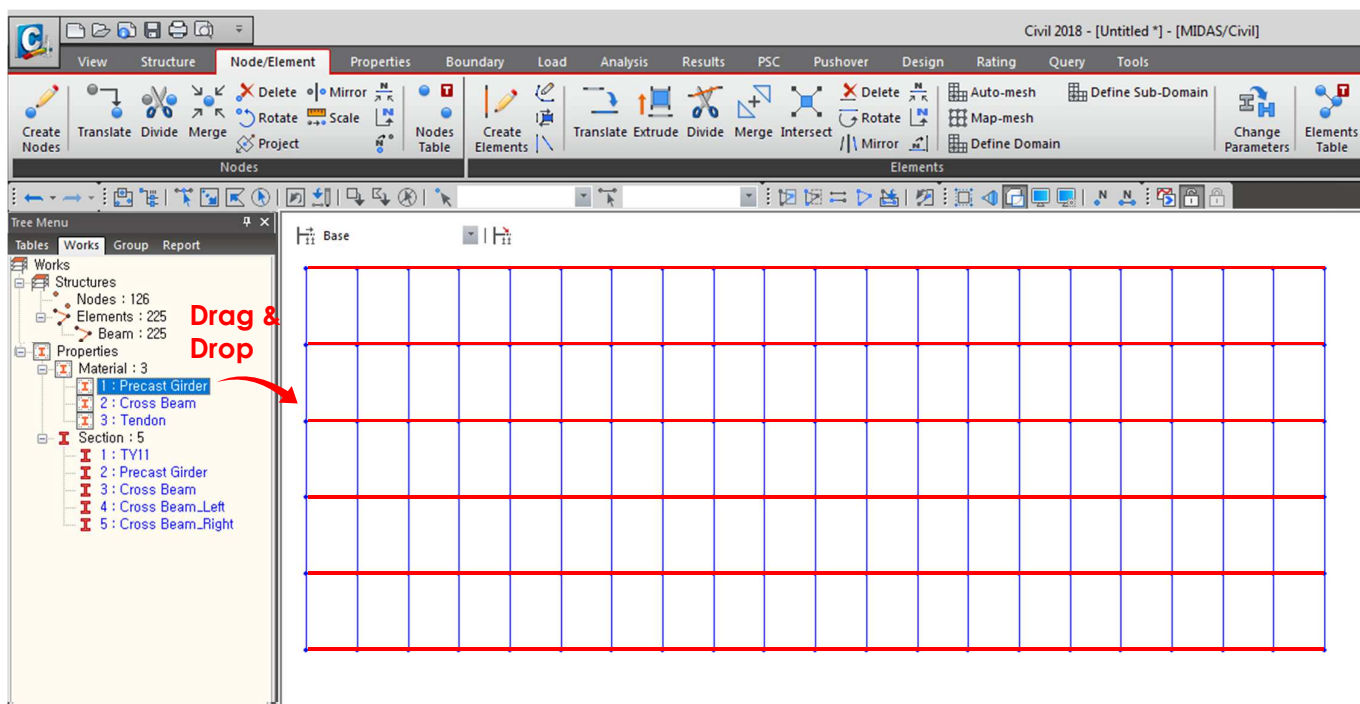 Civil 2018 - [Untitled *] - [MIDAS/Civil]
View Structure Node/Element Properties Boundary Load Analysis Results PSC Pushover Design Rating Query Tools
Create Nodes
Translate
Divide
Merge
Delete
Rotate
Project
Mirror
Scale
Nodes Table
Create Elements
Translate
Extrude
Divide
Merge
Intersect
Delete
Rotate
Mirror
Auto-mesh
Map-mesh
Define Domain
Define Sub-Domain
Change Parameters
Elements Table
Nodes
Elements
Tree Menu
Tables Works Group Report
Base
Works
Structures
Nodes : 126
Elements : 225
Beam : 225
Properties
Material : 3
1 : Precast Girder
2 : Cross Beam
3 : Tendon
Section : 5
1 : TY11
2 : Precast Girder
3 : Cross Beam
4 : Cross Beam_Left
5 : Cross Beam_Right
Drag &
Drop